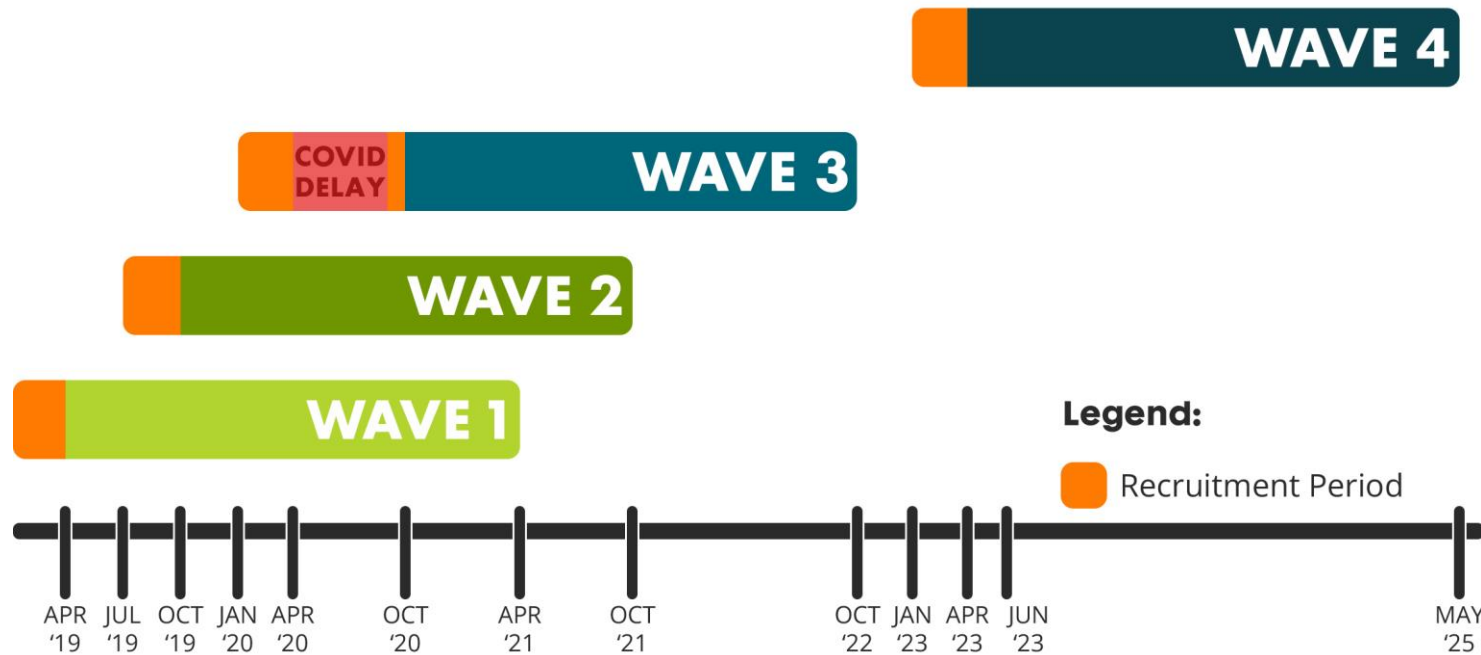 WAVE 4
COVID
DELAY
WAVE 3
WAVE 2
WAVE 1
Legend:
Recruitment Period
APR
‘19
JUL
‘19
OCT
‘19
JAN
‘20
APR
‘20
OCT
‘20
APR
‘21
OCT
‘21
OCT
‘22
JAN
‘23
APR
‘23
JUN
‘23
MAY
‘25